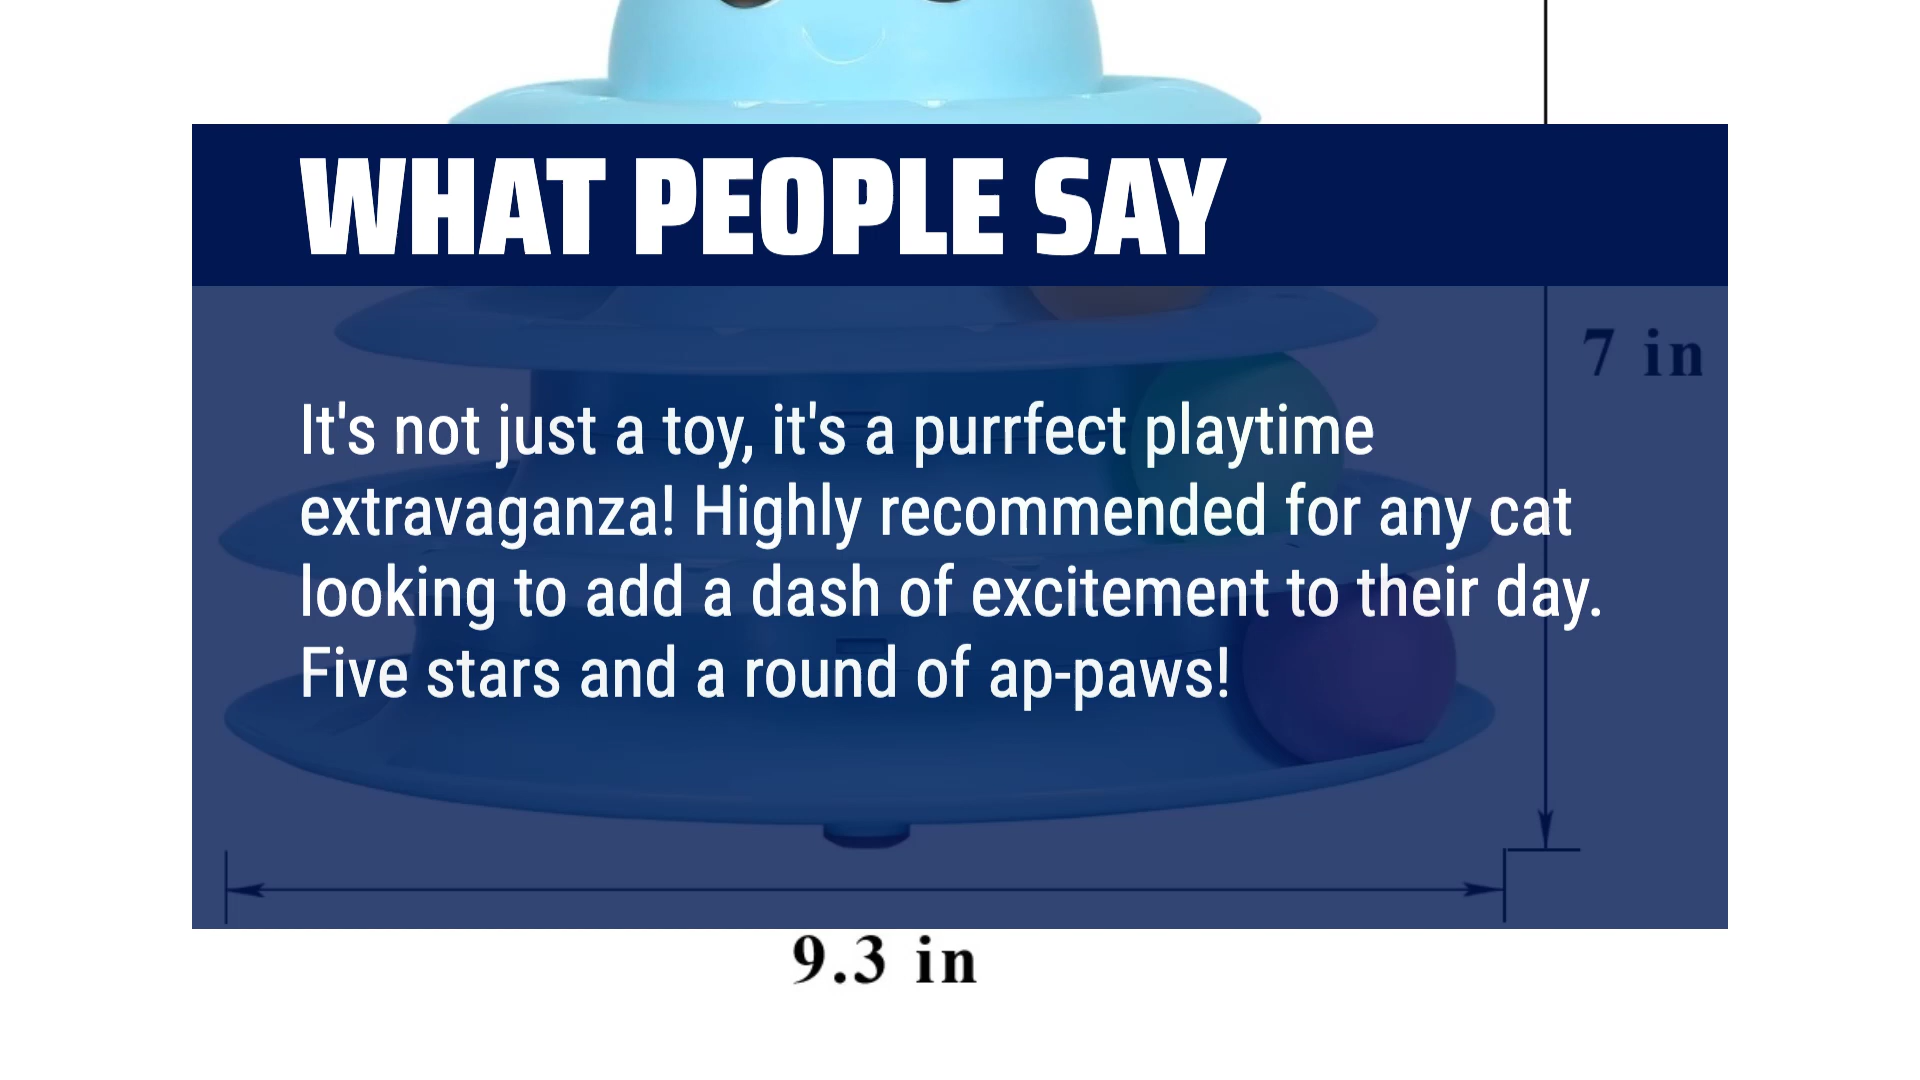 WHAT PEOPLE SAY
7 in
It's not just a toy, it's a purrfect playtime
extravaganza! Highly recommended for any cat
looking to add a dash of excitement to their day.
Five stars and a round of ap-paws!
9.3 in